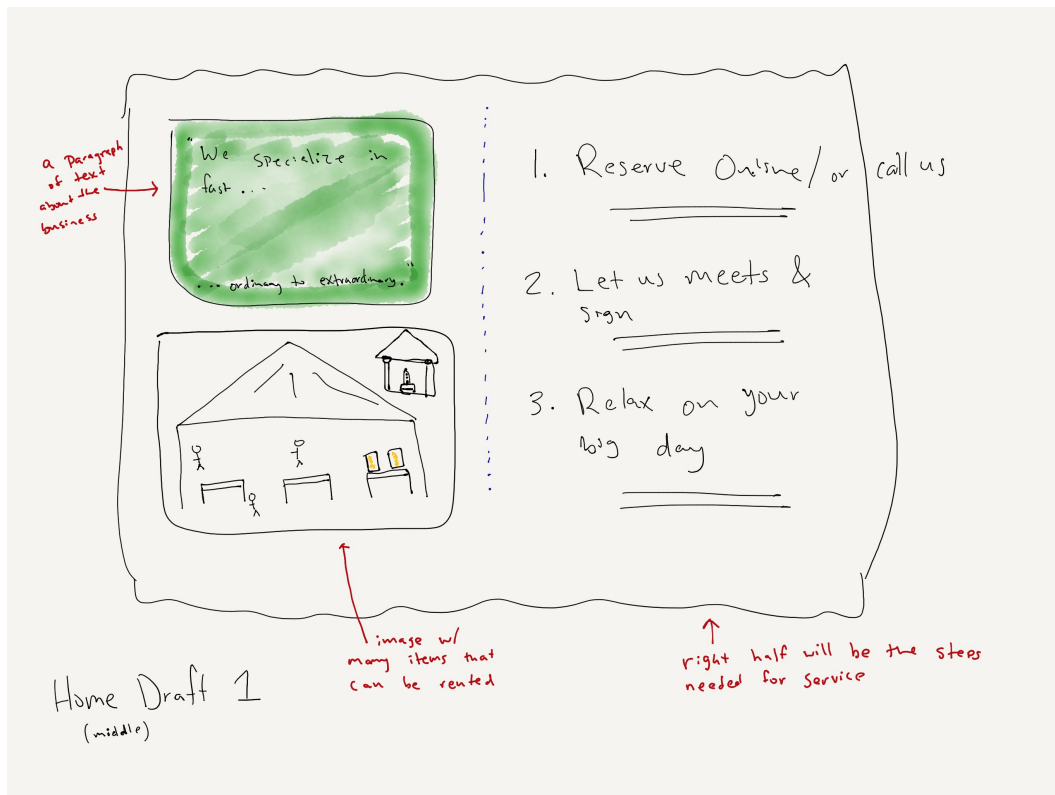 a Paragraph
of text
about the
business
"We specialize in
fast ...
... ordinary to extraordinary."
1. Reserve Online/or call us
2. Let us meets &
sign
3. Relax on your
big day
image w/
many items that
can be rented
right half will be the steps
needed for service
Home Draft 1
(middle)